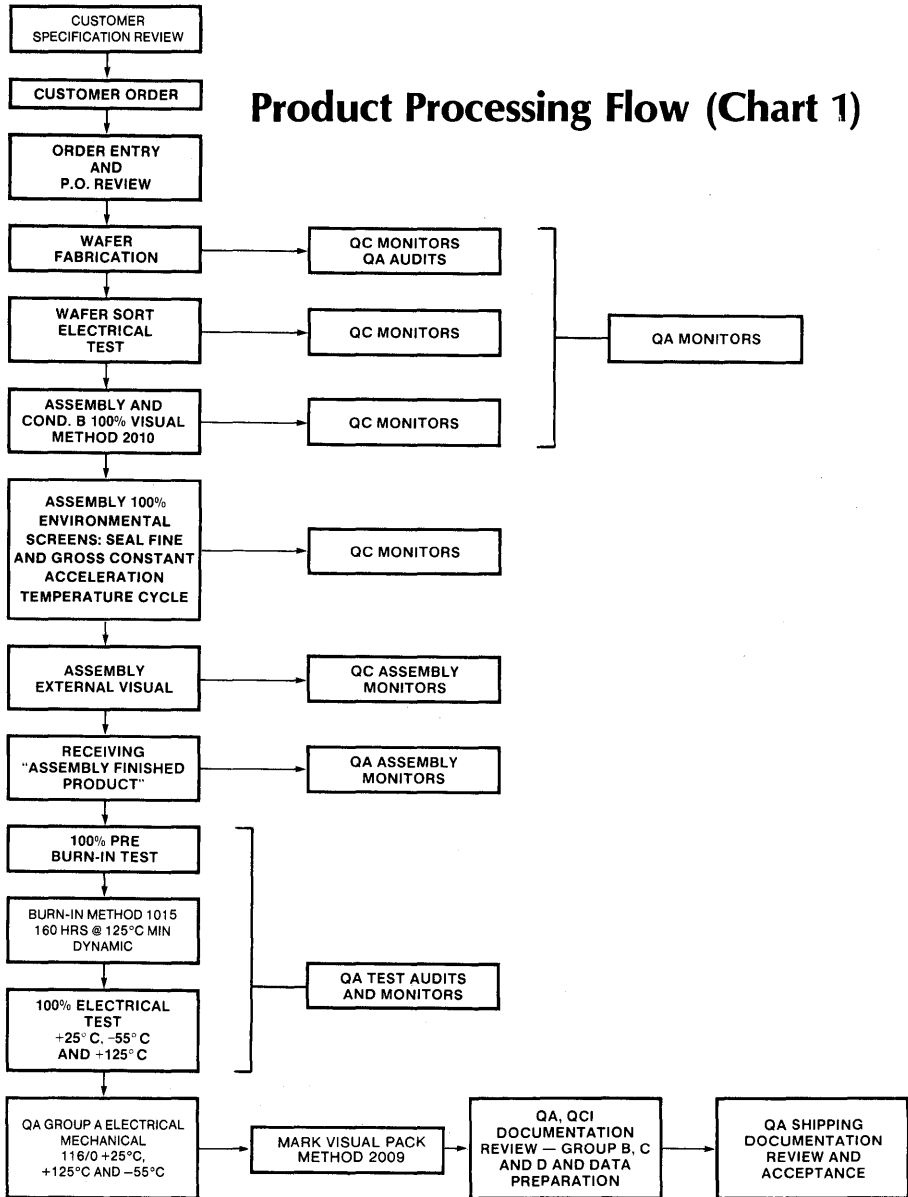 CUSTOMER
SPECIFICATION REVIEW
CUSTOMER ORDER
Product Processing Flow (Chart 1)
ORDER ENTRY
AND
P.O. REVIEW
WAFER
FABRICATION
QC MONITORS
QA AUDITS
WAFER SORT
ELECTRICAL
TEST
QC MONITORS
QA MONITORS
ASSEMBLY AND
COND. B 100% VISUAL
METHOD 2010
QC MONITORS
ASSEMBLY 100%
ENVIRONMENTAL
SCREENS: SEAL FINE
AND GROSS CONSTANT
ACCELERATION
TEMPERATURE CYCLE
QC MONITORS
ASSEMBLY
EXTERNAL VISUAL
QC ASSEMBLY
MONITORS
RECEIVING
"ASSEMBLY FINISHED
PRODUCT"
QA ASSEMBLY
MONITORS
100% PRE
BURN-IN TEST
BURN-IN METHOD 1015
160 HRS @ 125°C MIN
DYNAMIC
QA TEST AUDITS
AND MONITORS
100% ELECTRICAL
TEST
+25°C, -55°C
AND +125°C
QA GROUP A ELECTRICAL
MECHANICAL
116/0 +25°C,
+125°C AND -55°C
MARK VISUAL PACK
METHOD 2009
QA, QCI
DOCUMENTATION
REVIEW — GROUP B, C
AND D AND DATA
PREPARATION
QA SHIPPING
DOCUMENTATION
REVIEW AND
ACCEPTANCE